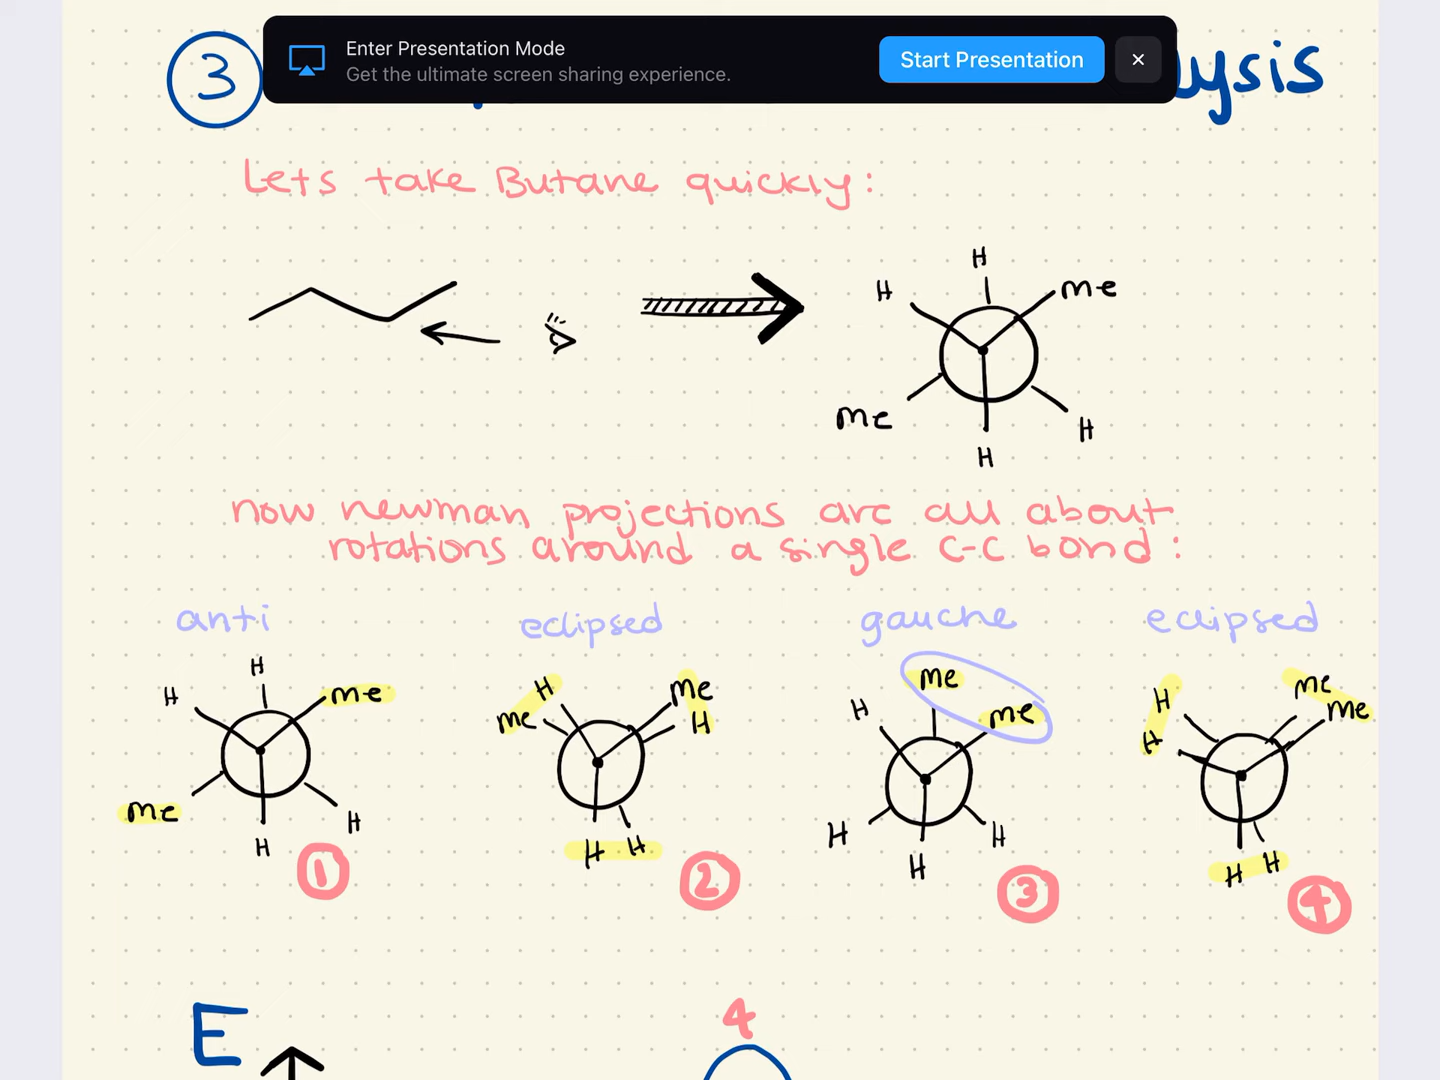 Enter Presentation Mode
Get the ultimate screen sharing experience.
Start Presentation
3
ysis
Lets take Butane quickly:
H
H
Me
Me
H
H
now newman projections are all about
rotations around a single C-C bond:
anti
eclipsed
gauche
eclipsed
H
H
Me
Me
H
H
1
H
Me
Me
H
H H
2
Me
Me
H
H
H
H
3
H
H
Me
Me
H H
4
E
4